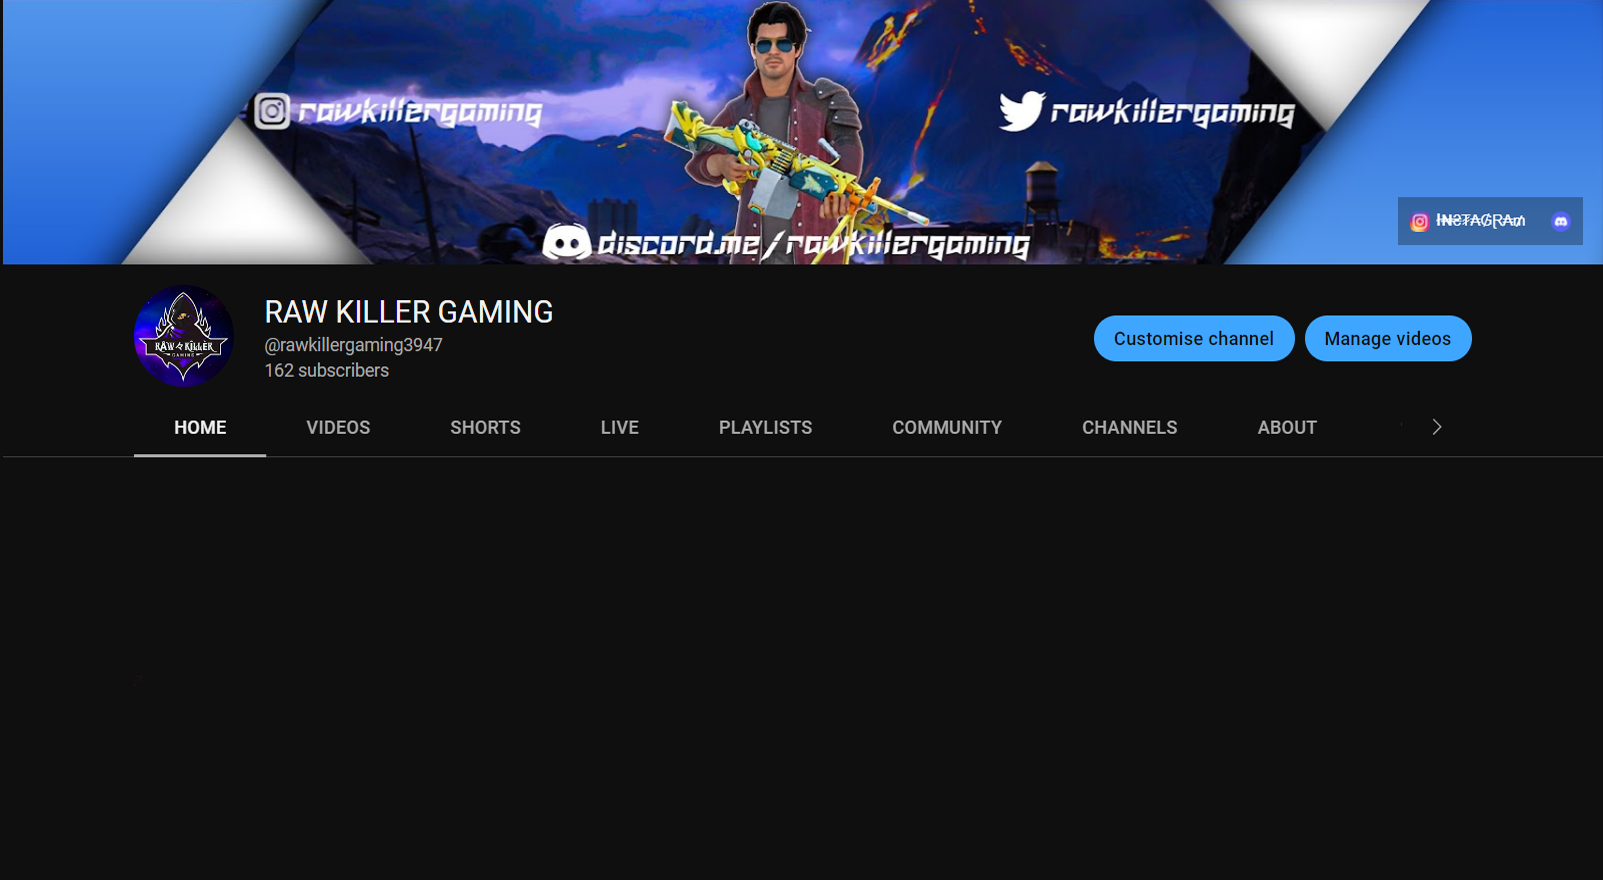 rawkillergaming
rawkillergaming
discord.me/rawkillergaming
RAW KILLER GAMING
RAW KILLER GAMING
@rawkillergaming3947
162 subscribers
Customise channel
Manage videos
HOME
VIDEOS
SHORTS
LIVE
PLAYLISTS
COMMUNITY
CHANNELS
ABOUT